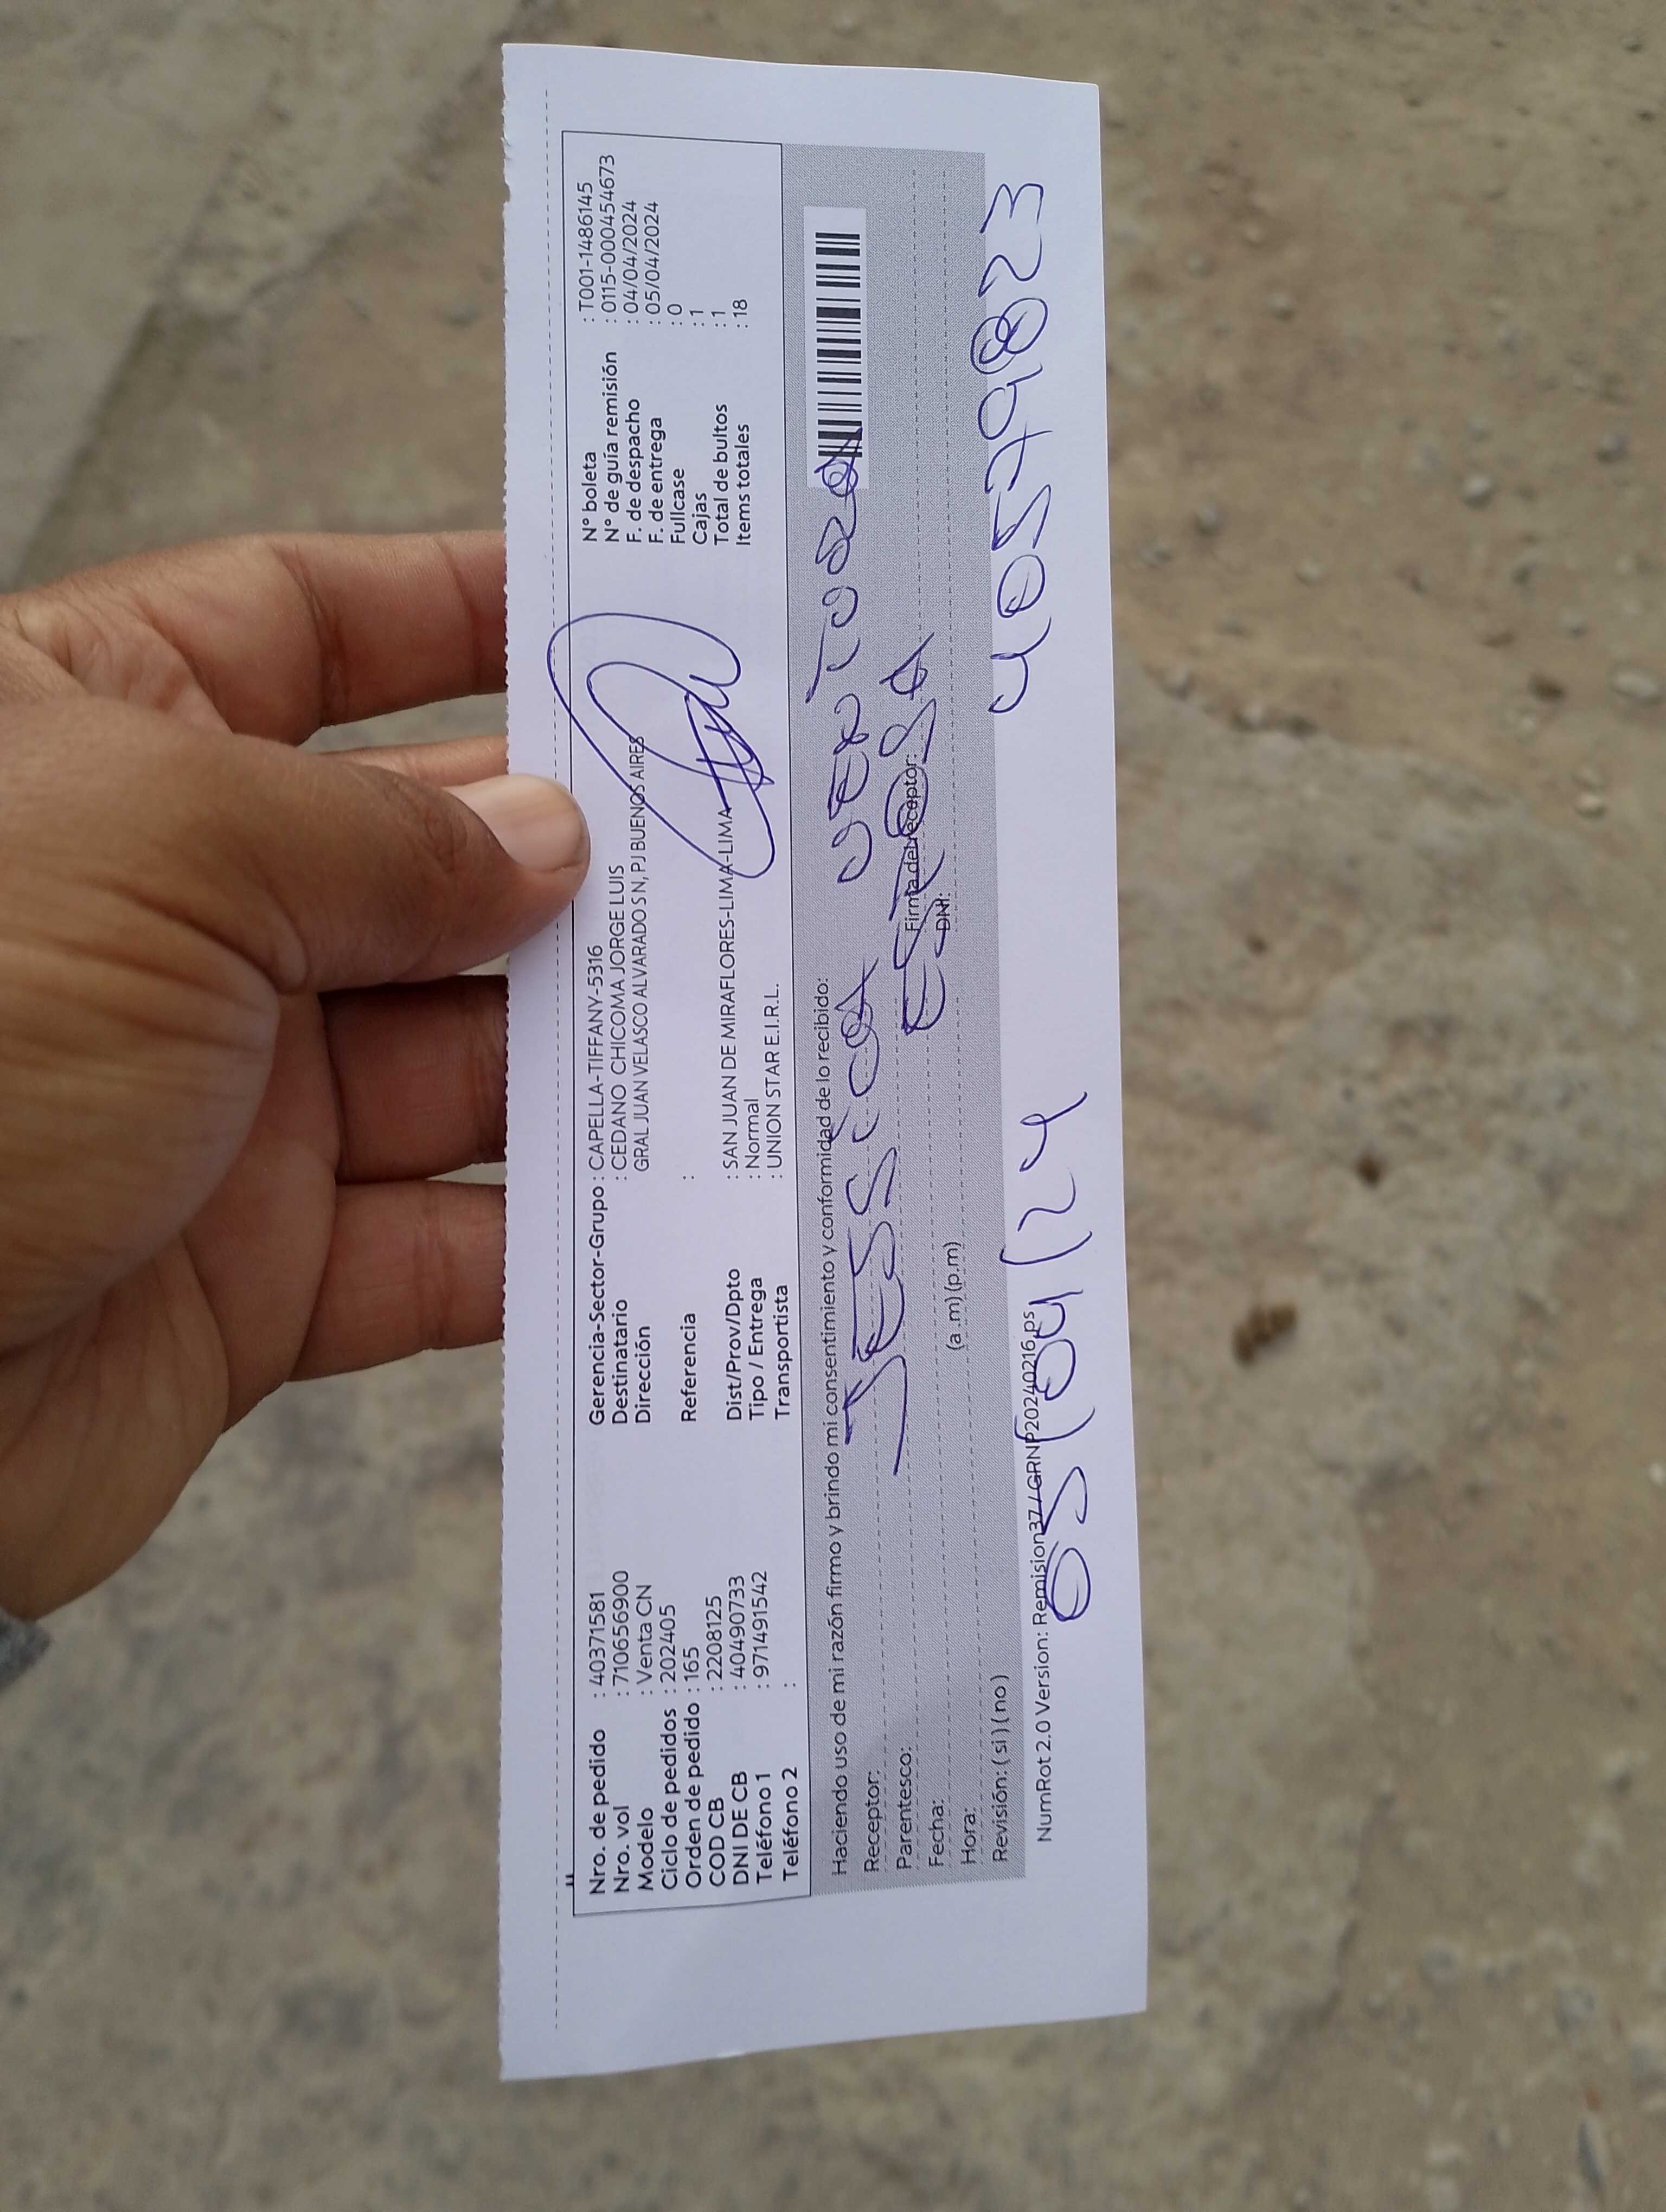 Nro. de pedido : 40371581
Nro. vol : 710656900
Modelo : Venta CN
Ciclo de pedidos : 202405
Orden de pedido : 165
COD CB : 2208125
DNI DE CB : 40490733
Teléfono 1 : 971491542
Teléfono 2 :
Gerencia-Sector-Grupo : CAPELLA-TIFFANY-5316
Destinatario : CEDANO CHICOMA JORGE LUIS
Dirección GRAL JUAN VELASCO ALVARADO S N, PJ BUENOS AIRES
Referencia :
Dist/Prov/Dpto : SAN JUAN DE MIRAFLORES-LIMA-LIMA
Tipo / Entrega : Normal
Transportista : UNION STAR E.I.R.L.
N° boleta : T001-1486145
N° de guía remisión : 0115-0004544673
F. de despacho : 04/04/2024
F. de entrega : 05/04/2024
Fullcase : 0
Cajas : 1
Total de bultos : 1
Items totales : 18
Haciendo uso de mi razón firmo y brindo mi consentimiento y conformidad de lo recibido:
Receptor: JESSICA VENTURA
Parentesco: ESPOSA
Fecha: Firma del receptor:
Hora: (a .m) (p.m) DNI:
Revisión: ( si ) ( no ) 40579823
NumRot 2.0 Version: Remision37 / GRNP20240216.ps
05/04/24